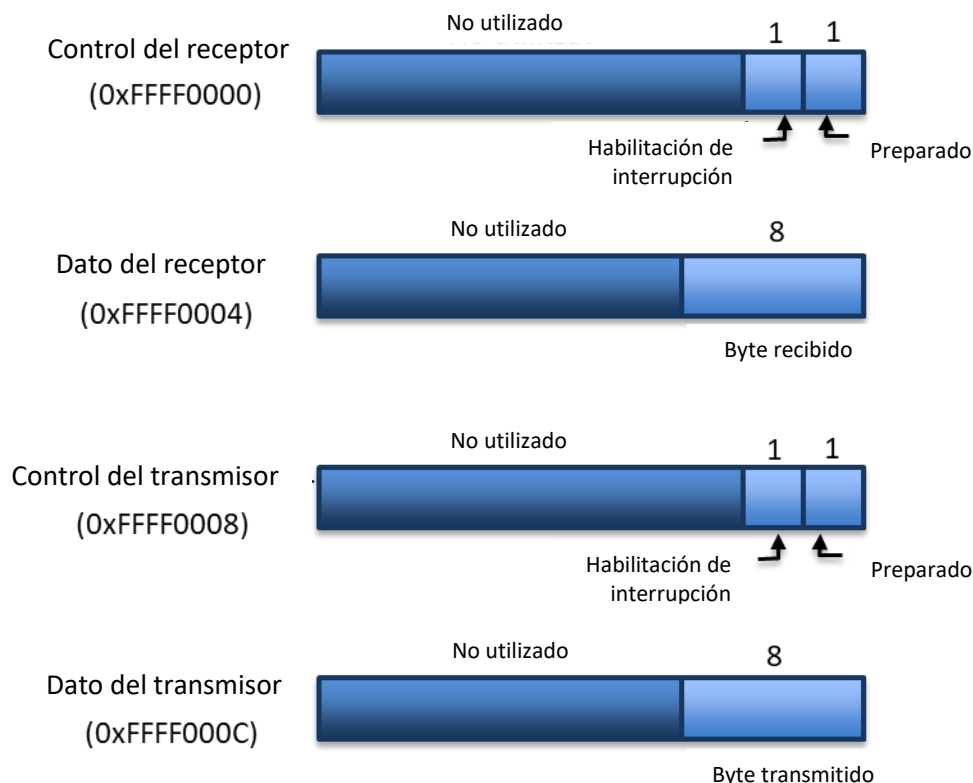 No utilizado
Control del receptor
(0xFFFF0000)
1 1
Habilitación de
interrupción
Preparado
No utilizado
8
Dato del receptor
(0xFFFF0004)
Byte recibido
No utilizado
1 1
Control del transmisor
(0xFFFF0008)
Habilitación de
interrupción
Preparado
No utilizado
8
Dato del transmisor
(0xFFFF000C)
Byte transmitido